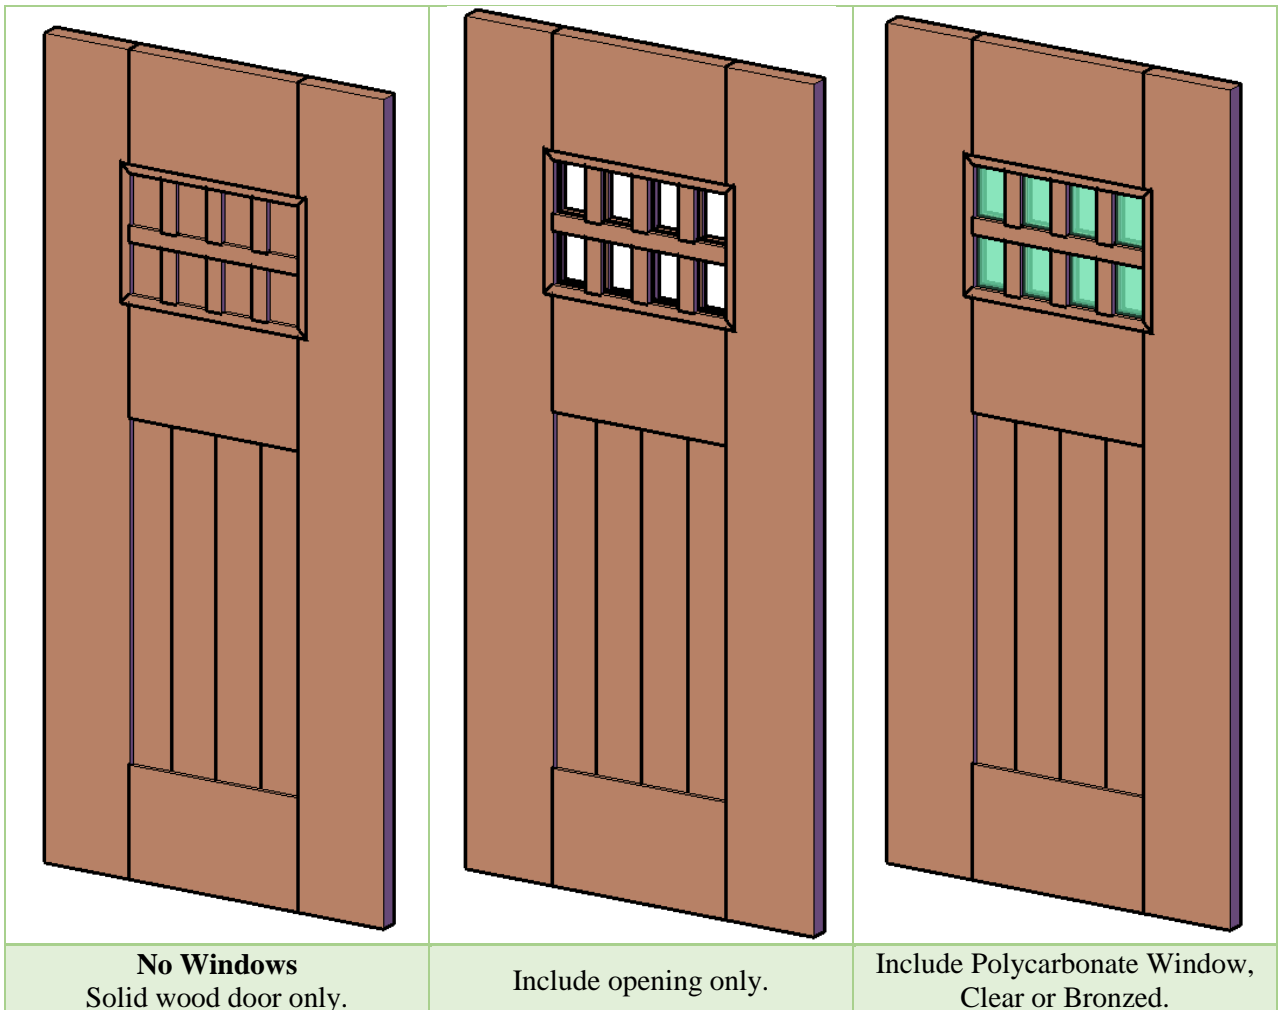 No Windows
Solid wood door only.
Include opening only.
Include Polycarbonate Window,
Clear or Bronzed.